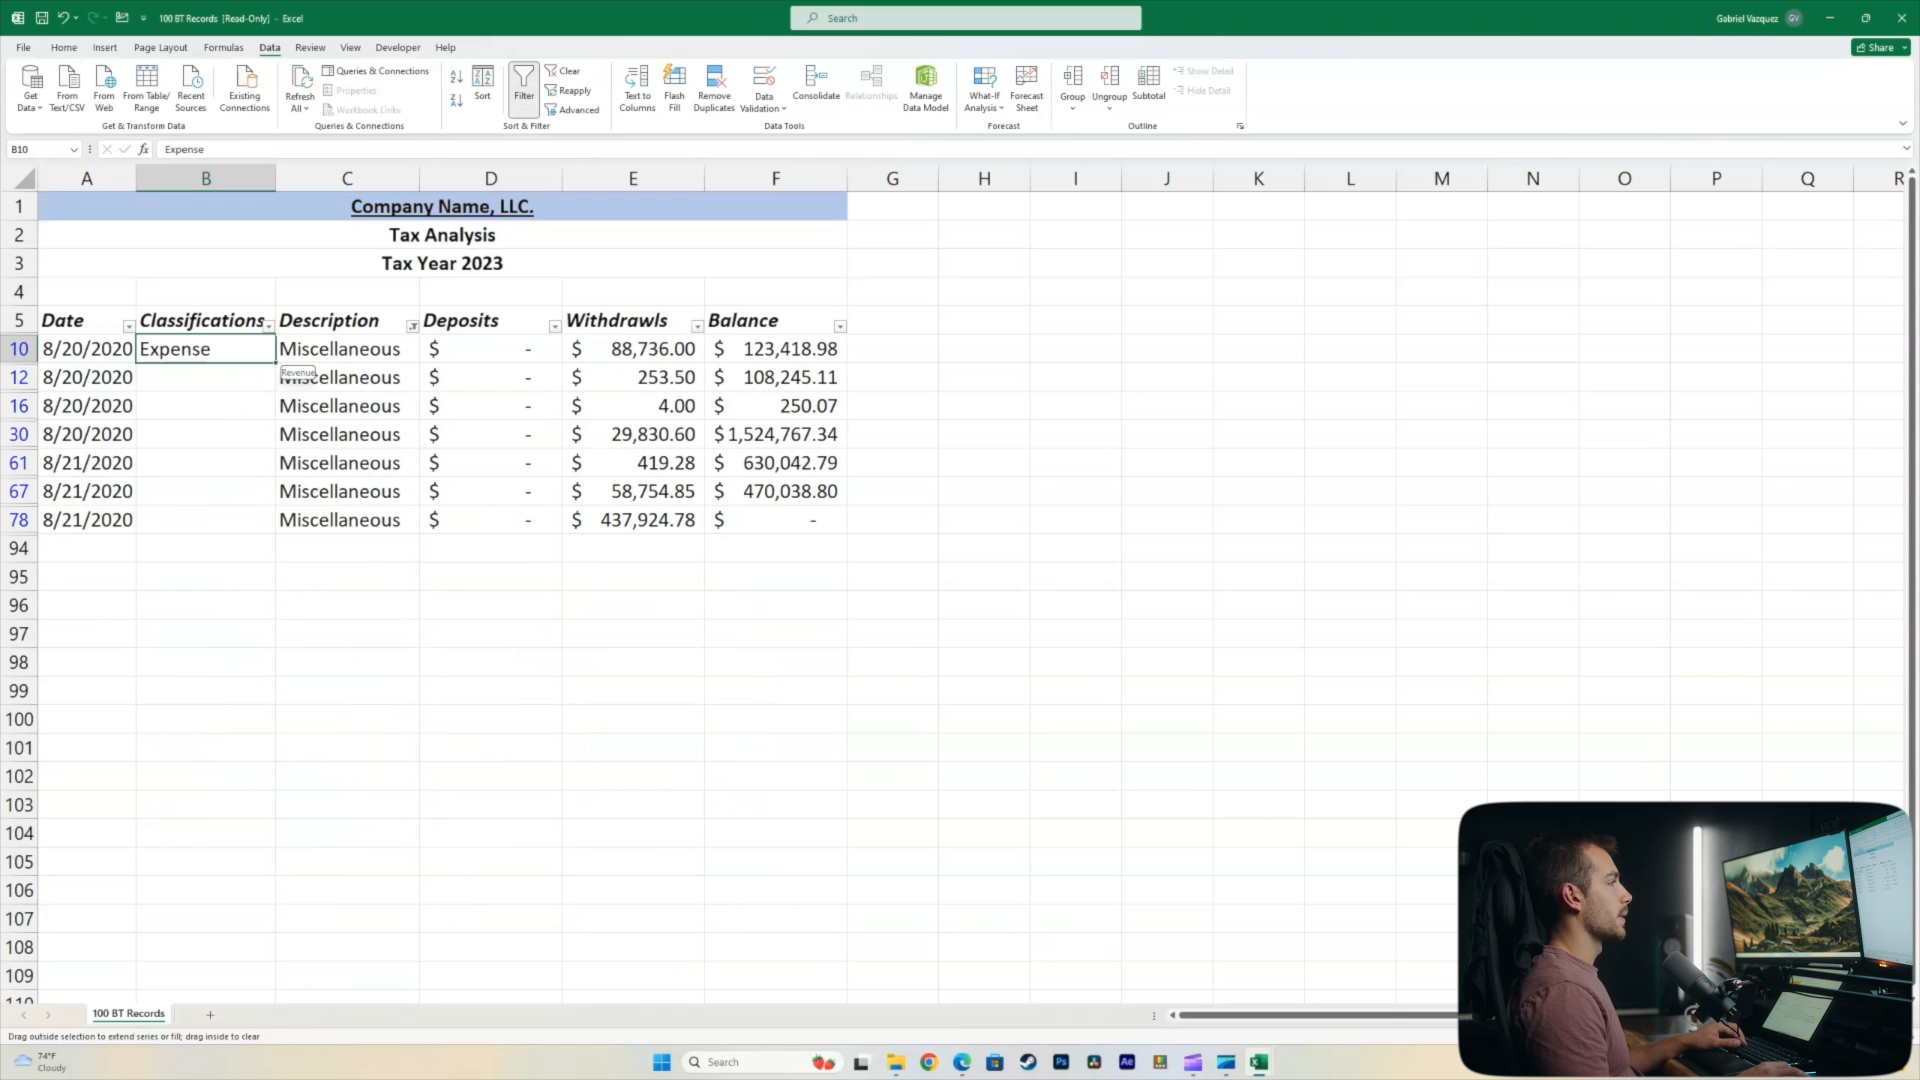 100 BT Records [Read-Only] - Excel
Search
Gabriel Vazquez GV
File Home Insert Page Layout Formulas Data Review View Developer Help
Share
Get Data
From Text/CSV
From Web
From Table/ Range
Recent Sources
Existing Connections
Get & Transform Data
Refresh All
Queries & Connections
Properties
Workbook Links
Queries & Connections
Sort
Filter
Clear
Reapply
Advanced
Sort & Filter
Text to Columns
Flash Fill
Remove Duplicates
Data Validation
Consolidate
Relationships
Manage Data Model
Data Tools
What-If Analysis
Forecast Sheet
Forecast
Group
Ungroup
Subtotal
Show Detail
Hide Detail
Outline
B10 fx Expense
A B C D E F G H I J K L M N O P Q R
1 Company Name, LLC.
2 Tax Analysis
3 Tax Year 2023
4
5 Date Classifications Description Deposits Withdrawls Balance
10 8/20/2020 Expense Miscellaneous $ - $ 88,736.00 $ 123,418.98
Revenue
12 8/20/2020 Miscellaneous $ - $ 253.50 $ 108,245.11
16 8/20/2020 Miscellaneous $ - $ 4.00 $ 250.07
30 8/20/2020 Miscellaneous $ - $ 29,830.60 $ 1,524,767.34
61 8/21/2020 Miscellaneous $ - $ 419.28 $ 630,042.79
67 8/21/2020 Miscellaneous $ - $ 58,754.85 $ 470,038.80
78 8/21/2020 Miscellaneous $ - $ 437,924.78 $ -
94
95
96
97
98
99
100
101
102
103
104
105
106
107
108
109
110
100 BT Records
Drag outside selection to extend series or fill; drag inside to clear
74°F
Cloudy
Search
Ps
Ae